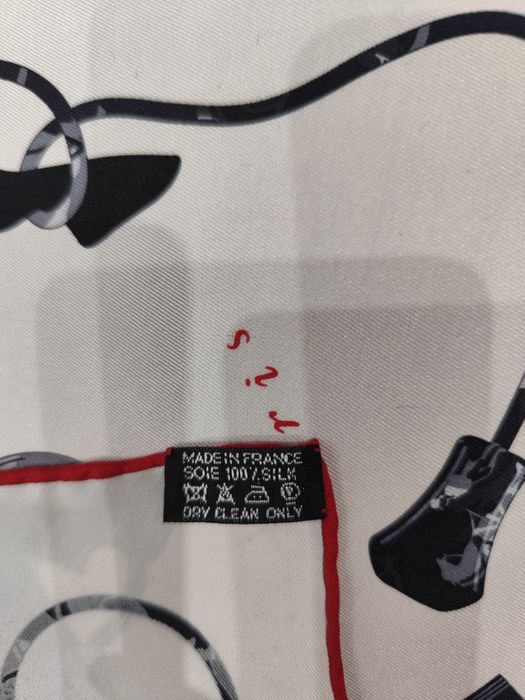 MADE IN FRANCE
SOIE 100% SILK
DRY CLEAN ONLY